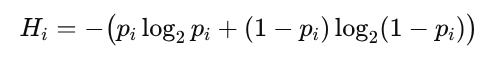 H_i = −(p_i log_2 p_i + (1 − p_i) log_2(1 − p_i))